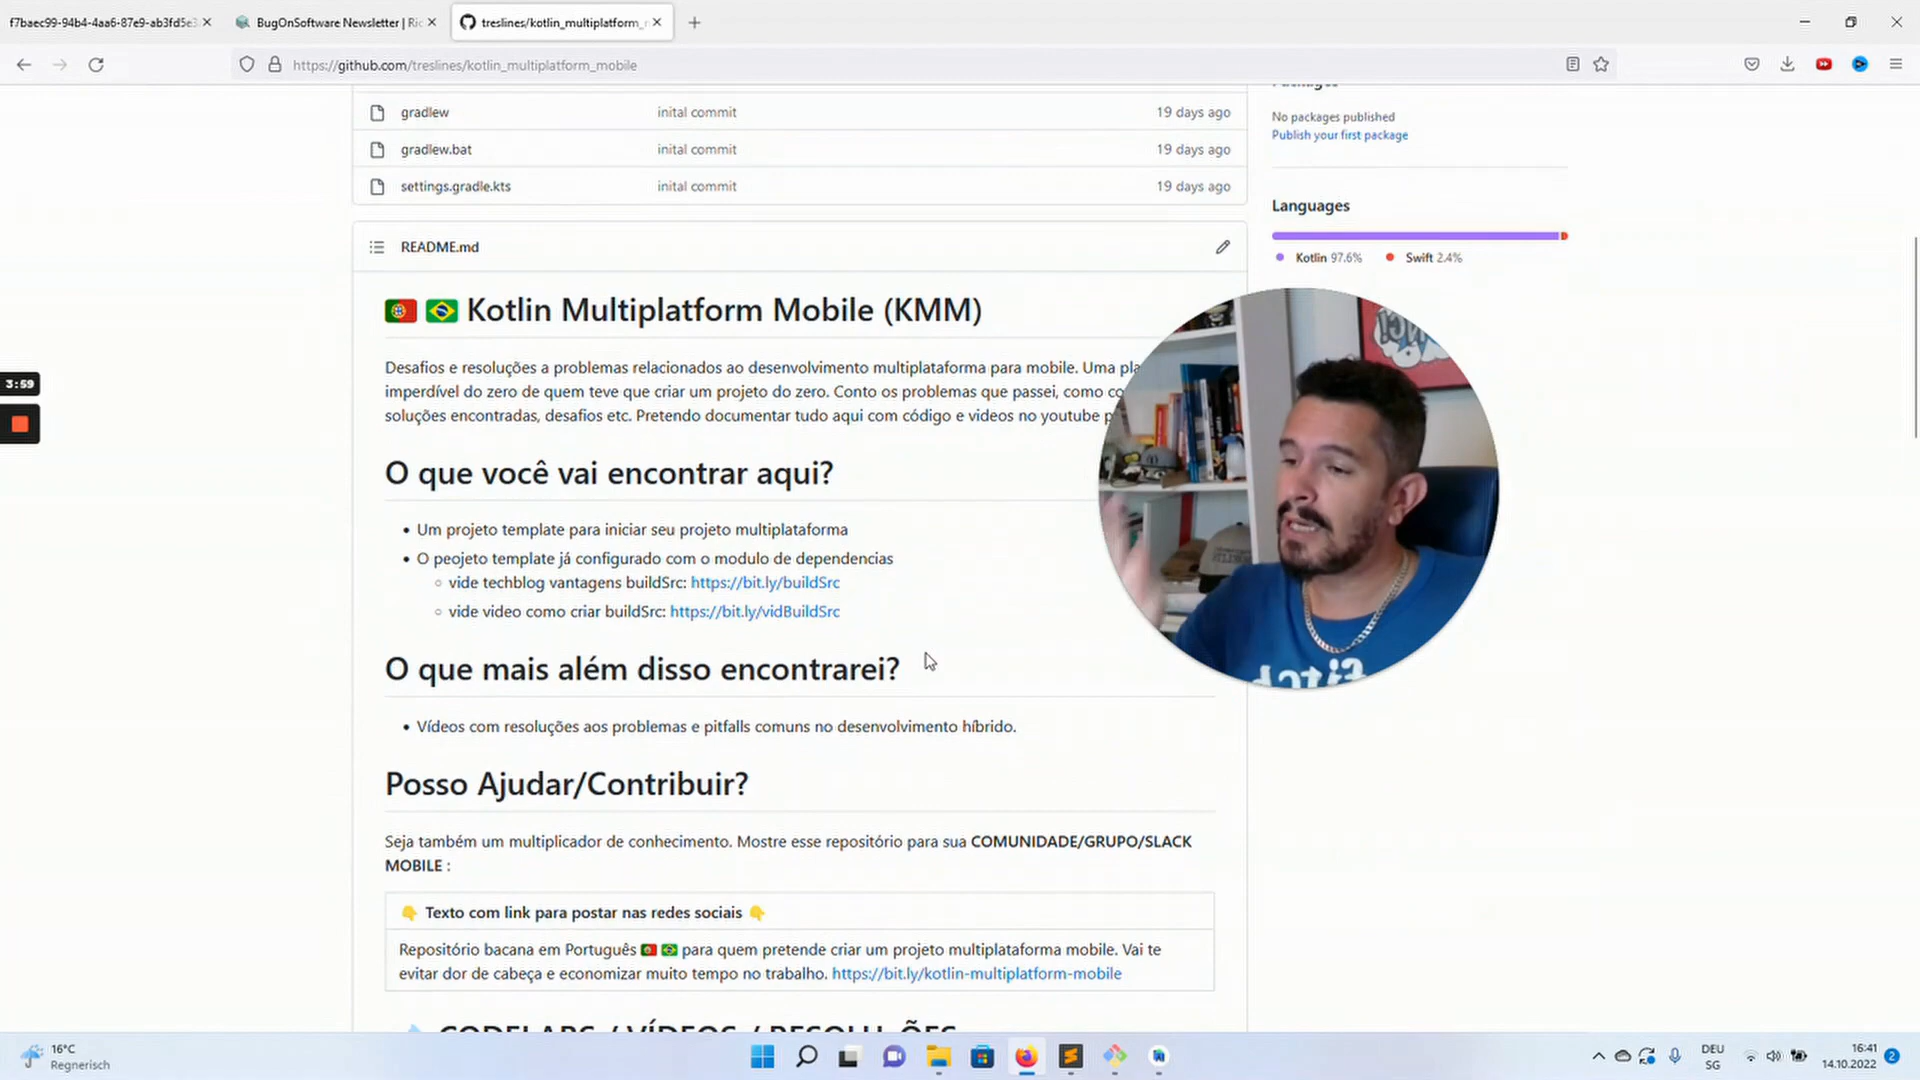 f7baec99-94b4-4aa6-87e9-ab3fd5e3
BugOnSoftware Newsletter | Ric
treslines/kotlin_multiplatform_
https://github.com/treslines/kotlin_multiplatform_mobile
gradlew inital commit 19 days ago
gradlew.bat inital commit 19 days ago
settings.gradle.kts inital commit 19 days ago
Packages
No packages published
Publish your first package
Languages
Kotlin 97.6% Swift 2.4%
README.md
Kotlin Multiplatform Mobile (KMM)
Desafios e resoluções a problemas relacionados ao desenvolvimento multiplataforma para mobile. Uma pla
imperdível do zero de quem teve que criar um projeto do zero. Conto os problemas que passei, como co
soluções encontradas, desafios etc. Pretendo documentar tudo aqui com código e videos no youtube p
3:59
O que você vai encontrar aqui?
Um projeto template para iniciar seu projeto multiplataforma
O peojeto template já configurado com o modulo de dependencias
vide techblog vantagens buildSrc: https://bit.ly/buildSrc
vide video como criar buildSrc: https://bit.ly/vidBuildSrc
O que mais além disso encontrarei?
Vídeos com resoluções aos problemas e pitfalls comuns no desenvolvimento híbrido.
Posso Ajudar/Contribuir?
Seja também um multiplicador de conhecimento. Mostre esse repositório para sua COMUNIDADE/GRUPO/SLACK
MOBILE :
Texto com link para postar nas redes sociais
Repositório bacana em Português para quem pretende criar um projeto multiplataforma mobile. Vai te
evitar dor de cabeça e economizar muito tempo no trabalho. https://bit.ly/kotlin-multiplatform-mobile
CODELABS / VÍDEOS / RESOLUÇÕES
16°C
Regnerisch
DEU
SG
16:41
14.10.2022
2